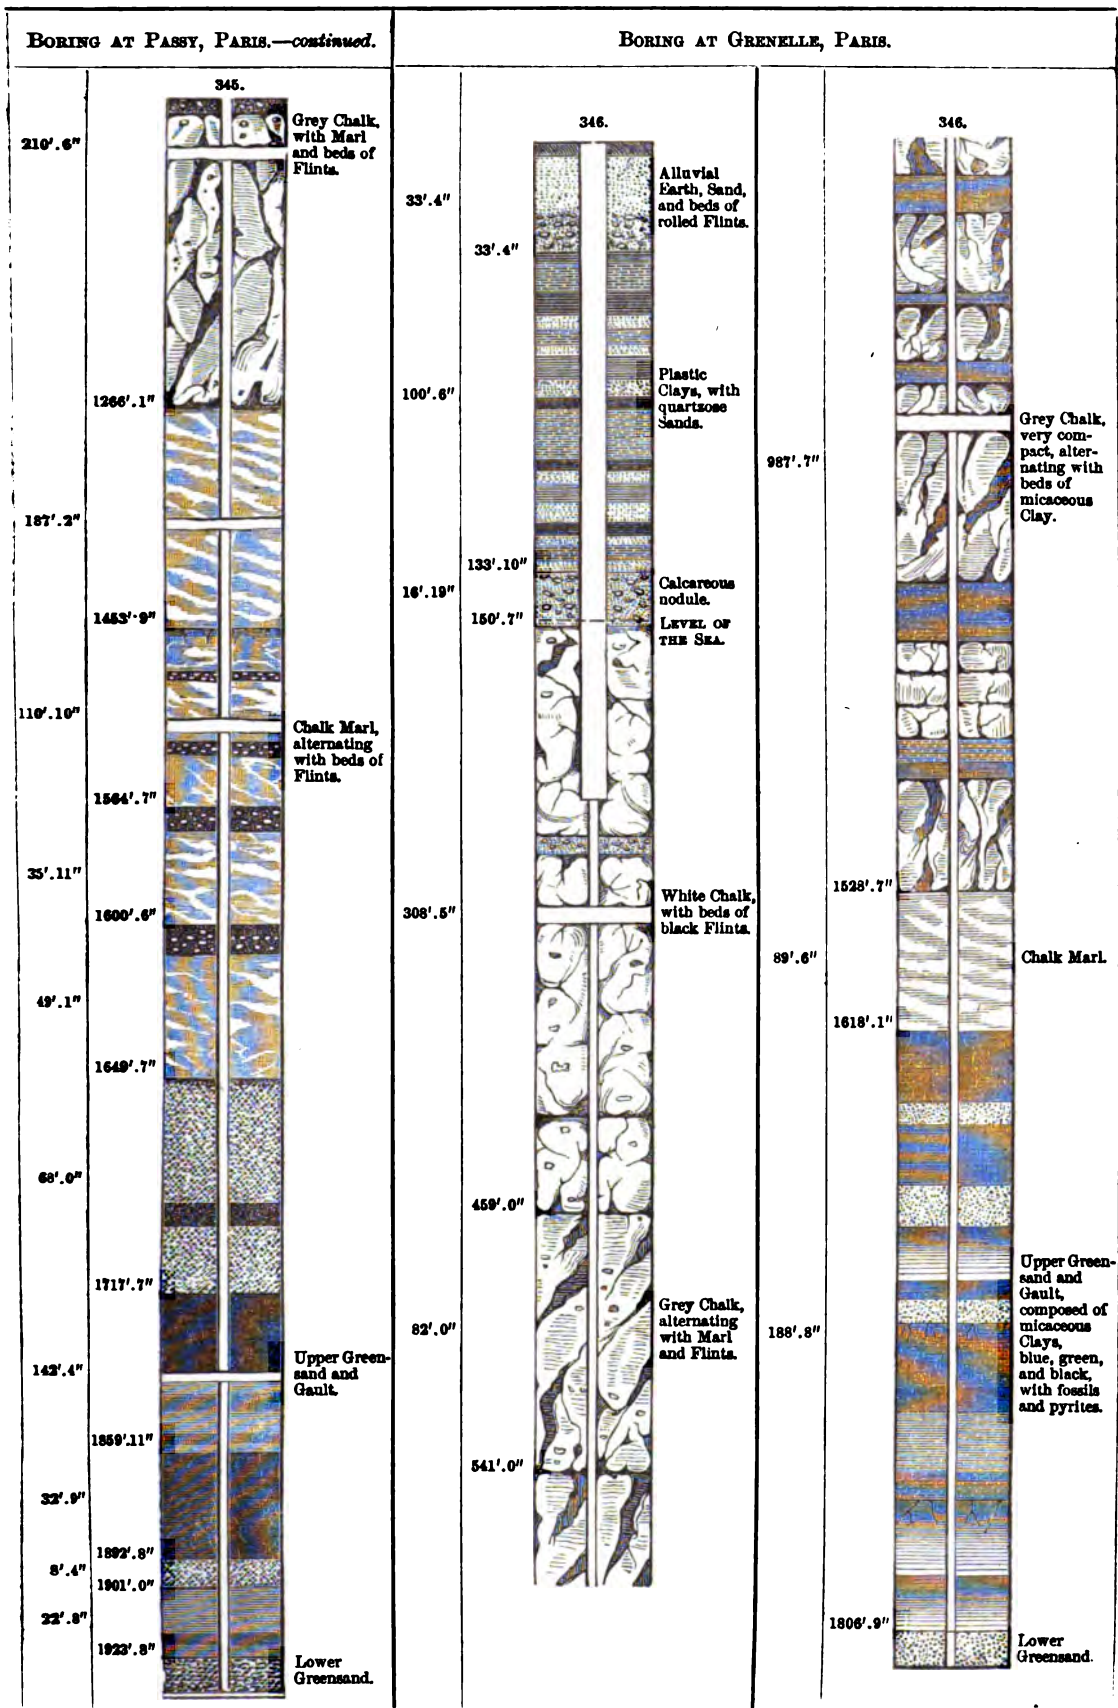 BORING AT PASSY, PARIS.—continued.
345.
210'.6"
Grey Chalk,
with Marl
and beds of
Flints.
1266'.1"
187'.2"
1453'.9"
110'.10"
Chalk Marl,
alternating
with beds of
Flints.
1564'.7"
35'.11"
1600'.6"
49'.1"
1649'.7"
68'.0"
1717'.7"
142'.4"
Upper Green-
sand and
Gault.
1859'.11"
32'.9"
1892'.8"
8'.4"
1901'.0"
22'.8"
1923'.8"
Lower
Greensand.
BORING AT GRENELLE, PARIS.
346.
33'.4"
Alluvial
Earth, Sand,
and beds of
rolled Flints.
33'.4"
100'.6"
Plastic
Clays, with
quartzose
Sands.
133'.10"
16'.19"
Calcareous
nodule.
150'.7"
LEVEL OF
THE SEA.
308'.5"
White Chalk,
with beds of
black Flints.
459'.0"
82'.0"
Grey Chalk,
alternating
with Marl
and Flints.
541'.0"
346.
987'.7"
Grey Chalk,
very com-
pact, alter-
nating with
beds of
micaceous
Clay.
1528'.7"
89'.6"
Chalk Marl.
1618'.1"
188'.8"
Upper Green-
sand and
Gault,
composed of
micaceous
Clays,
blue, green,
and black,
with fossils
and pyrites.
1806'.9"
Lower
Greensand.